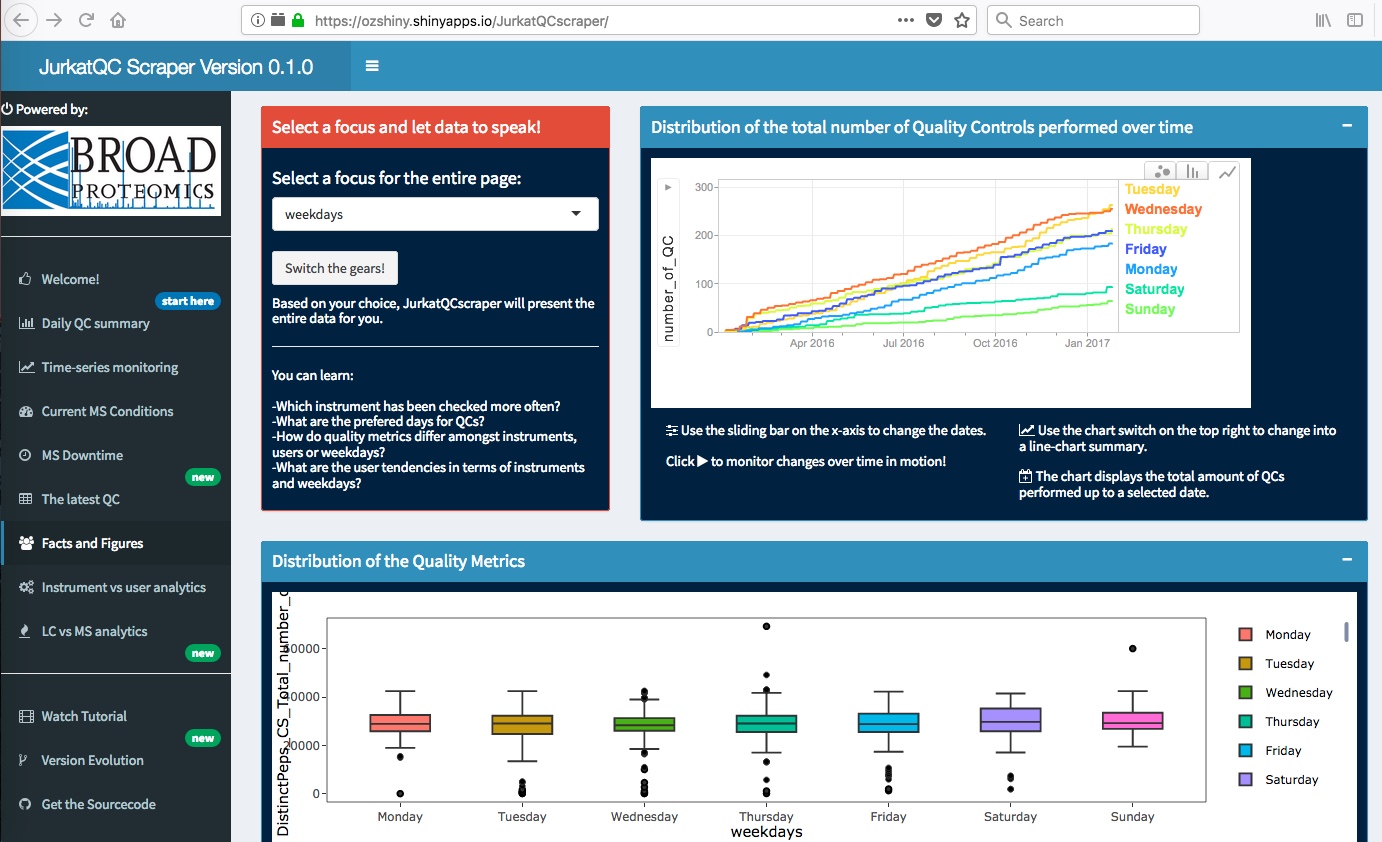 https://ozshiny.shinyapps.io/JurkatQCscraper/
Search
JurkatQC Scraper Version 0.1.0
Powered by:
BROAD
PROTEOMICS
Welcome!
start here
Daily QC summary
Time-series monitoring
Current MS Conditions
MS Downtime
new
The latest QC
Facts and Figures
Instrument vs user analytics
LC vs MS analytics
new
Watch Tutorial
new
Version Evolution
Get the Sourcecode
Select a focus and let data to speak!
Select a focus for the entire page:
weekdays
Switch the gears!
Based on your choice, JurkatQCscraper will present the
entire data for you.
You can learn:
-Which instrument has been checked more often?
-What are the prefered days for QCs?
-How do quality metrics differ amongst instruments,
users or weekdays?
-What are the user tendencies in terms of instruments
and weekdays?
Distribution of the total number of Quality Controls performed over time
number_of_QC
300
200
100
0
Apr 2016
Jul 2016
Oct 2016
Jan 2017
Tuesday
Wednesday
Thursday
Friday
Monday
Saturday
Sunday
Use the sliding bar on the x-axis to change the dates.
Click to monitor changes over time in motion!
Use the chart switch on the top right to change into
a line-chart summary.
The chart displays the total amount of QCs
performed up to a selected date.
Distribution of the Quality Metrics
DistinctPeps_CS_Total_number_
60000
40000
20000
0
Monday
Tuesday
Wednesday
Thursday
Friday
Saturday
Sunday
weekdays
Monday
Tuesday
Wednesday
Thursday
Friday
Saturday